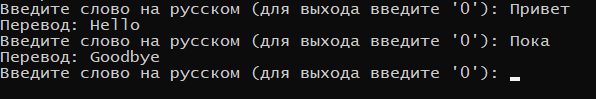 Введите слово на русском (для выхода введите '0'): Привет
Перевод: Hello
Введите слово на русском (для выхода введите '0'): Пока
Перевод: Goodbye
Введите слово на русском (для выхода введите '0'):